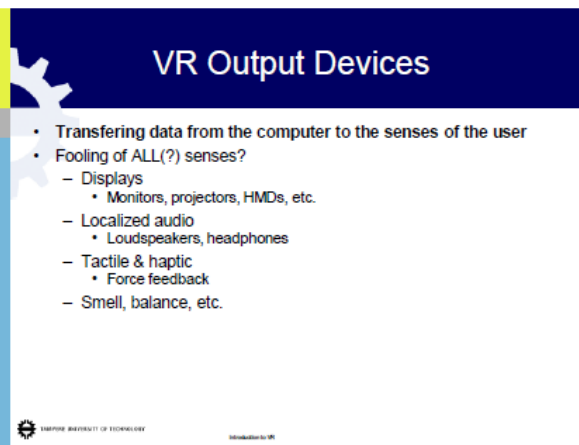 VR Output Devices
• Transfering data from the computer to the senses of the user
• Fooling of ALL(?) senses?
– Displays
• Monitors, projectors, HMDs, etc.
– Localized audio
• Loudspeakers, headphones
– Tactile & haptic
• Force feedback
– Smell, balance, etc.
TAMPERE UNIVERSITY OF TECHNOLOGY
Introduction to VR